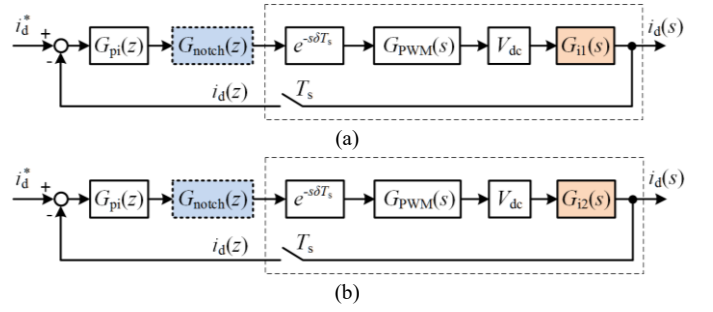 i_d^* + - G_pi(z) G_notch(z) e^{-sδT_s} G_PWM(s) V_dc G_i1(s) i_d(s)
i_d(z) T_s
(a)
i_d^* + - G_pi(z) G_notch(z) e^{-sδT_s} G_PWM(s) V_dc G_i2(s) i_d(s)
i_d(z) T_s
(b)